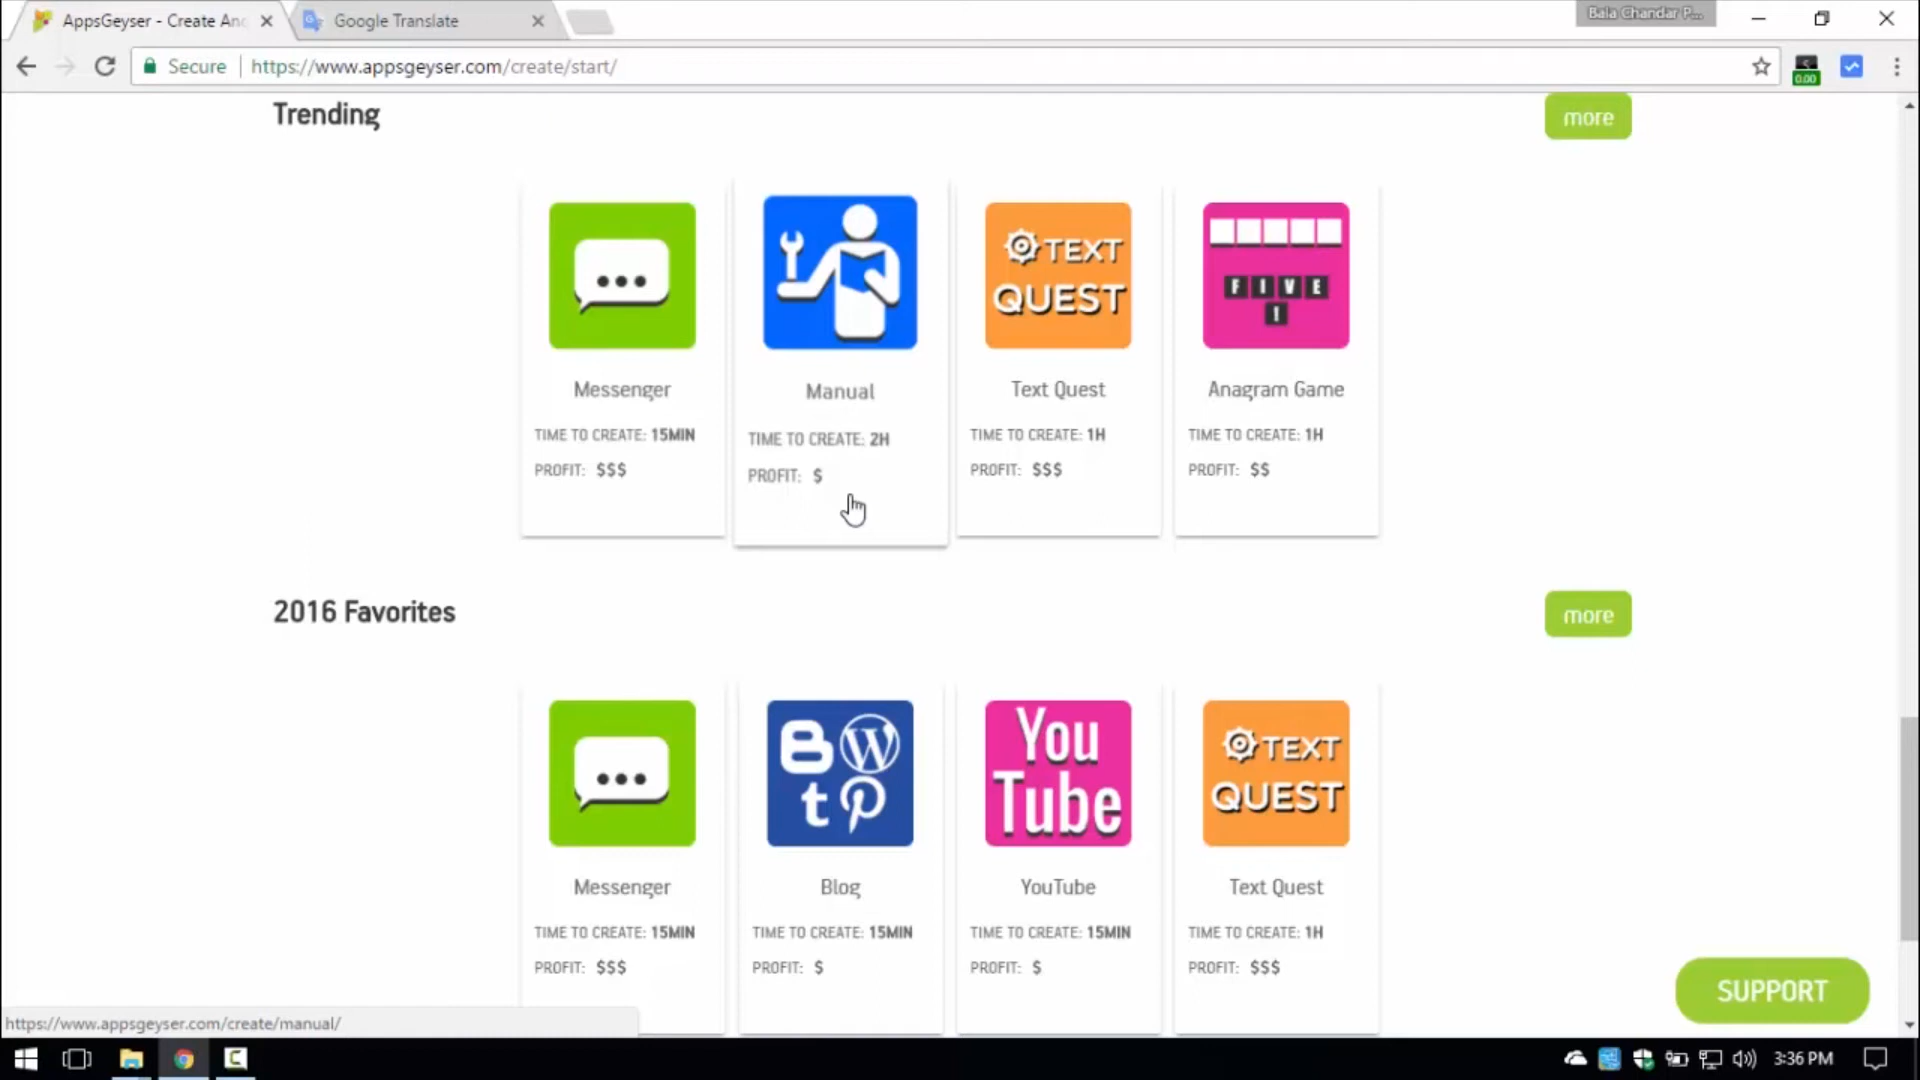 AppsGeyser - Create And
Google Translate
Bala Chandar P...
Secure
https://www.appsgeyser.com/create/start/
0.00
Trending
more
TEXT
QUEST
F I V E
!
Messenger
Manual
Text Quest
Anagram Game
TIME TO CREATE: 15MIN
TIME TO CREATE: 2H
TIME TO CREATE: 1H
TIME TO CREATE: 1H
PROFIT: $$$
PROFIT: $
PROFIT: $$$
PROFIT: $$
2016 Favorites
more
B W t P
You
Tube
TEXT
QUEST
Messenger
Blog
YouTube
Text Quest
TIME TO CREATE: 15MIN
TIME TO CREATE: 15MIN
TIME TO CREATE: 15MIN
TIME TO CREATE: 1H
PROFIT: $$$
PROFIT: $
PROFIT: $
PROFIT: $$$
SUPPORT
https://www.appsgeyser.com/create/manual/
3:36 PM